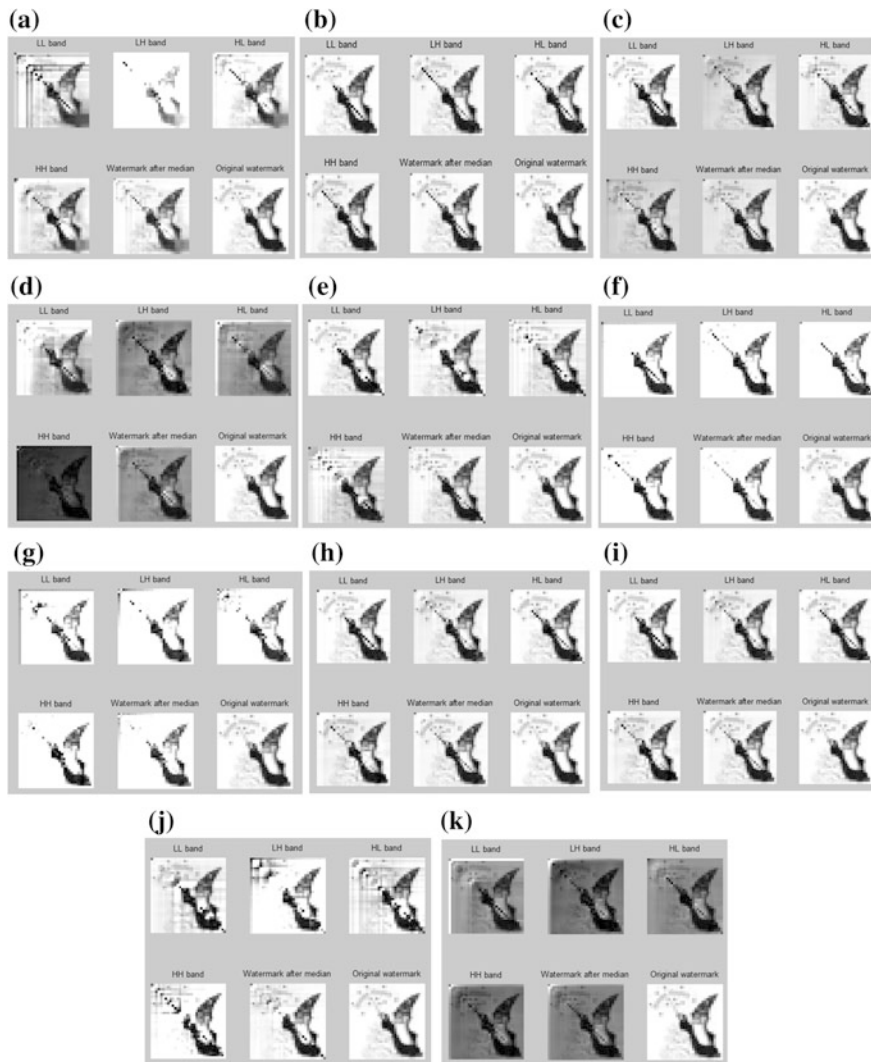 (a)
LL band LH band HL band
HH band Watermark after median Original watermark
(b)
LL band LH band HL band
HH band Watermark after median Original watermark
(c)
LL band LH band HL band
HH band Watermark after median Original watermark
(d)
LL band LH band HL band
HH band Watermark after median Original watermark
(e)
LL band LH band HL band
HH band Watermark after median Original watermark
(f)
LL band LH band HL band
HH band Watermark after median Original watermark
(g)
LL band LH band HL band
HH band Watermark after median Original watermark
(h)
LL band LH band HL band
HH band Watermark after median Original watermark
(i)
LL band LH band HL band
HH band Watermark after median Original watermark
(j)
LL band LH band HL band
HH band Watermark after median Original watermark
(k)
LL band LH band HL band
HH band Watermark after median Original watermark